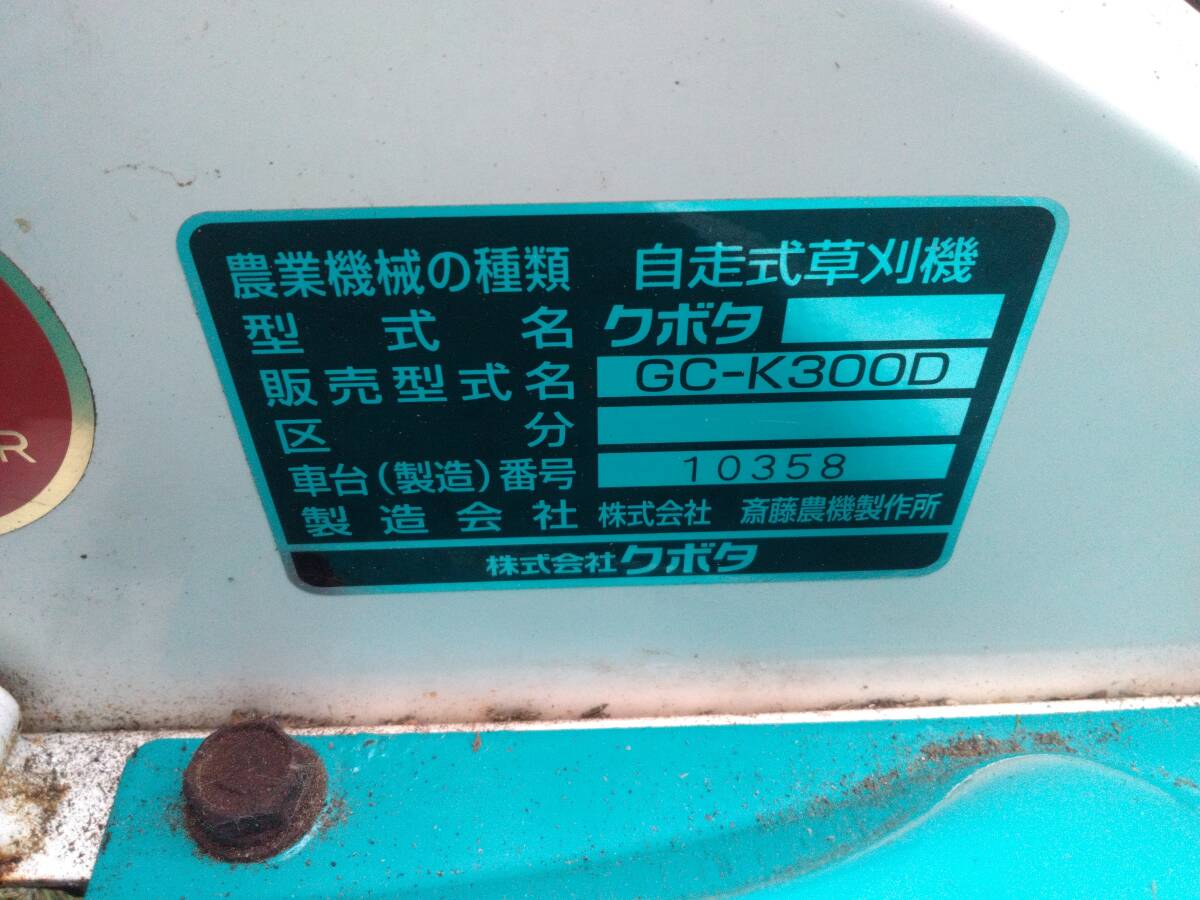 農業機械の種類 自走式草刈機
型式名 クボタ
販売型式名 GC-K300D
区分
車台(製造)番号 10358
製造会社 株式会社 斎藤農機製作所
株式会社クボタ
R